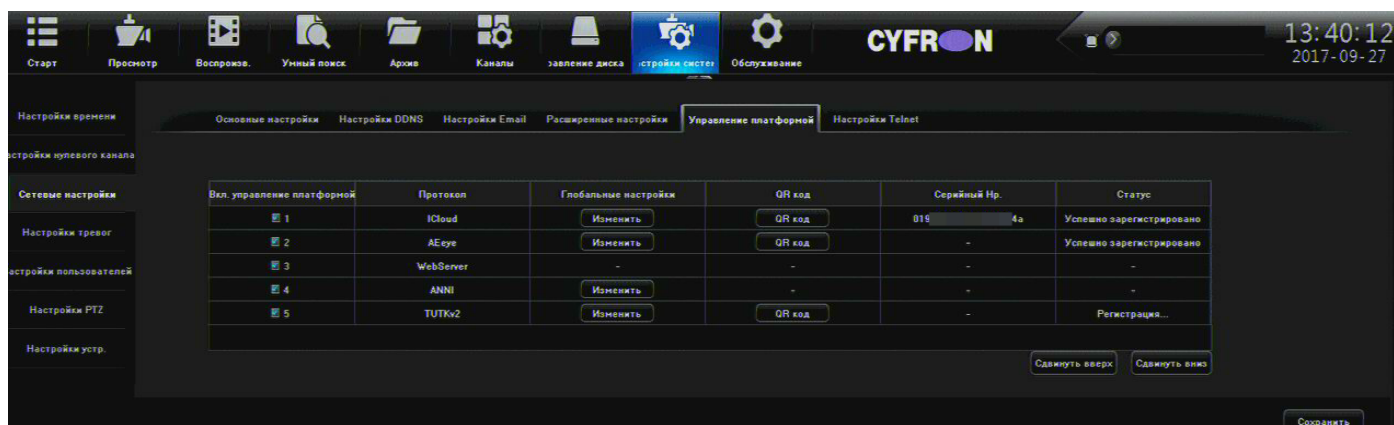 Старт Просмотр Воспроизв. Умный поиск Архив Каналы равление диска стройки систем Обслуживание
CYFRON
13:40:12
2017-09-27
Настройки времени
астройки нулевого канала
Сетевые настройки
Настройки тревог
астройки пользователей
Настройки PTZ
Настройки устр.
Основные настройки Настройки DDNS Настройки Email Расширенные настройки Управление платформой Настройки Telnet
Вкл. управление платформой Протокол Глобальные настройки QR код Серийный Нр. Статус
1 ICloud Изменить QR код 019 4a Успешно зарегистрировано
2 AEeye Изменить QR код - Успешно зарегистрировано
3 WebServer - - - -
4 ANNI Изменить - - -
5 TUTKv2 Изменить QR код - Регистрация...
Сдвинуть вверх Сдвинуть вниз
Сохранить